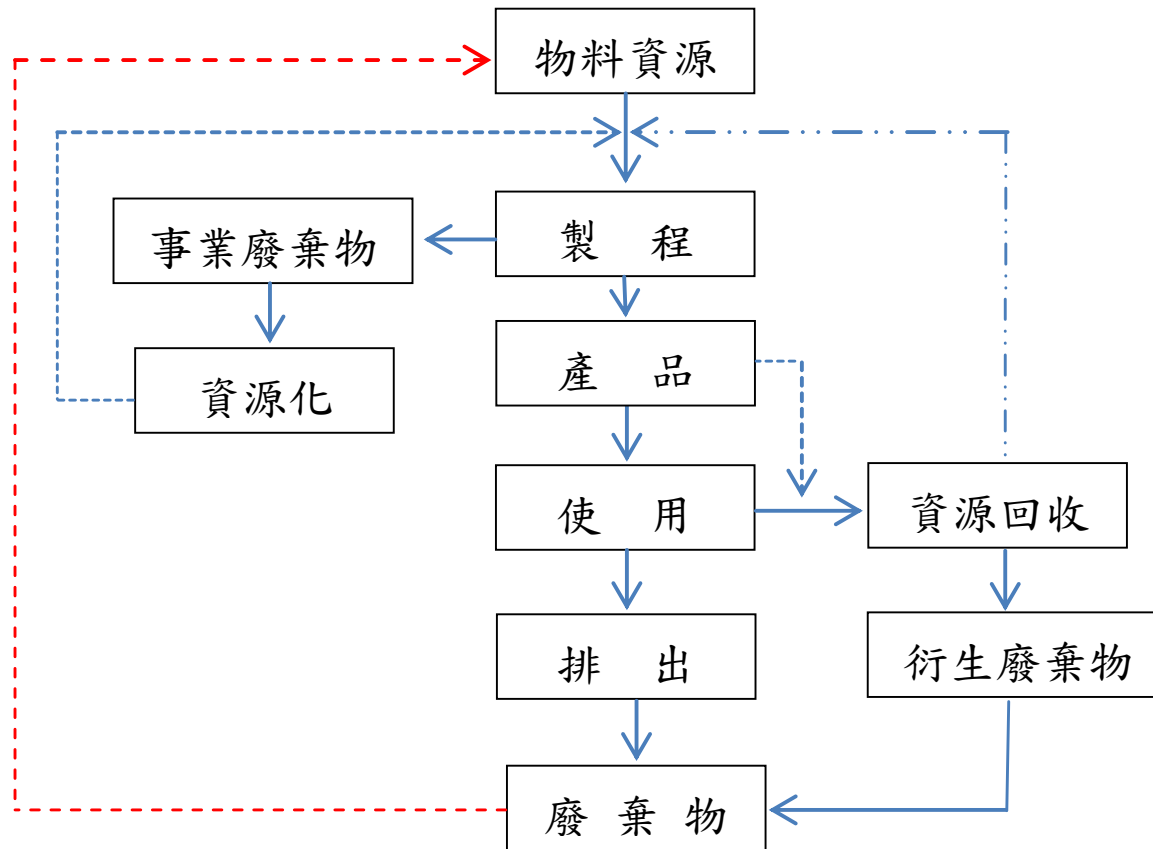 物料資源
事業廢棄物
製 程
資源化
產 品
使 用
資源回收
排 出
衍生廢棄物
廢 棄 物